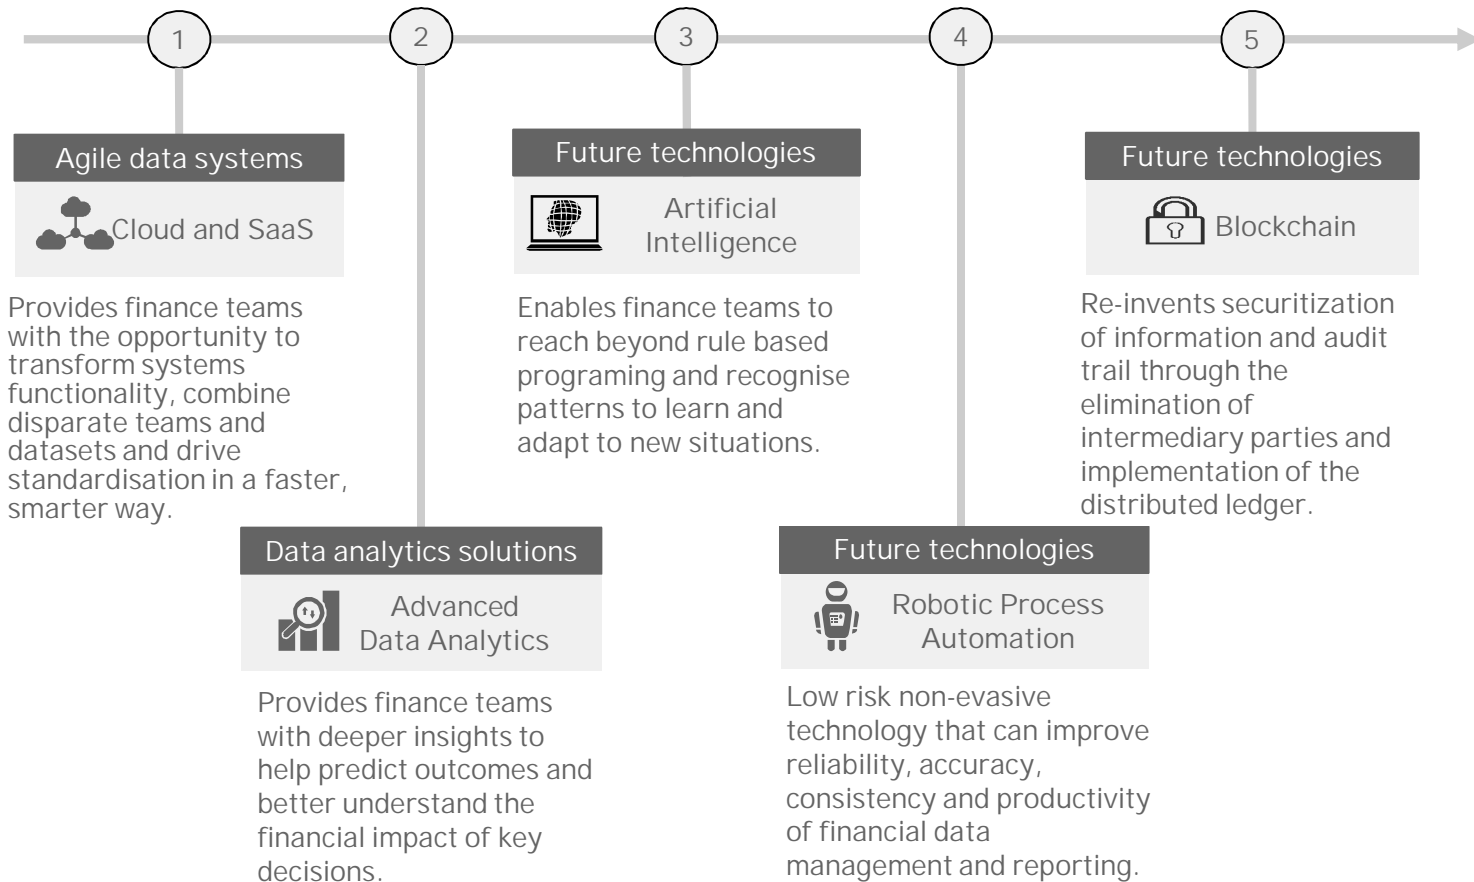 1
2
3
4
5
Agile data systems
Cloud and SaaS
Provides finance teams
with the opportunity to
transform systems
functionality, combine
disparate teams and
datasets and drive
standardisation in a faster,
smarter way.
Data analytics solutions
Advanced
Data Analytics
Provides finance teams
with deeper insights to
help predict outcomes and
better understand the
financial impact of key
decisions.
Future technologies
Artificial
Intelligence
Enables finance teams to
reach beyond rule based
programing and recognise
patterns to learn and
adapt to new situations.
Future technologies
Robotic Process
Automation
Low risk non-evasive
technology that can improve
reliability, accuracy,
consistency and productivity
of financial data
management and reporting.
Future technologies
Blockchain
Re-invents securitization
of information and audit
trail through the
elimination of
intermediary parties and
implementation of the
distributed ledger.